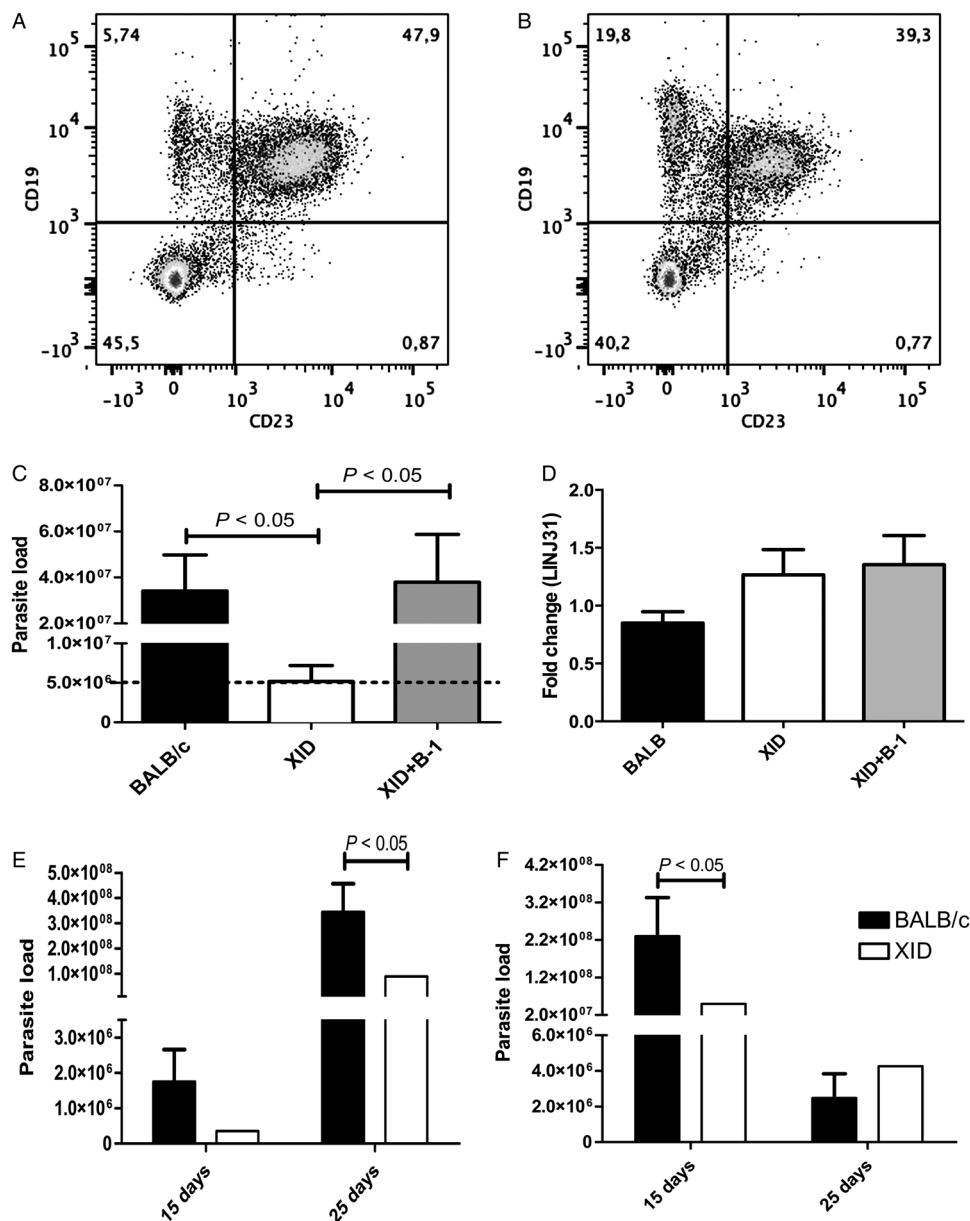 A
5,74
47,9
10⁵
10⁴
10³
-10³
CD19
45,5
0,87
-10³
0
10³
10⁴
10⁵
CD23
B
19,8
39,3
10⁵
10⁴
10³
-10³
CD19
40,2
0,77
-10³
0
10³
10⁴
10⁵
CD23
C
P < 0.05
P < 0.05
8.0×10⁰⁷
6.0×10⁰⁷
4.0×10⁰⁷
2.0×10⁰⁷
1.0×10⁷
5.0×10⁶
0
Parasite load
BALB/c
XID
XID+B-1
D
2.0
1.5
1.0
0.5
0.0
Fold change (LINJ31)
BALB
XID
XID+B-1
E
P < 0.05
5.0×10⁰⁸
4.0×10⁰⁸
3.0×10⁰⁸
2.0×10⁰⁸
1.0×10⁰⁸
3.0×10⁶
2.0×10⁶
1.0×10⁶
0
Parasite load
15 days
25 days
F
P < 0.05
4.2×10⁰⁸
3.2×10⁰⁸
2.2×10⁰⁸
1.2×10⁰⁸
2.0×10⁰⁷
6.0×10⁶
4.0×10⁶
2.0×10⁶
0
Parasite load
15 days
25 days
BALB/c
XID